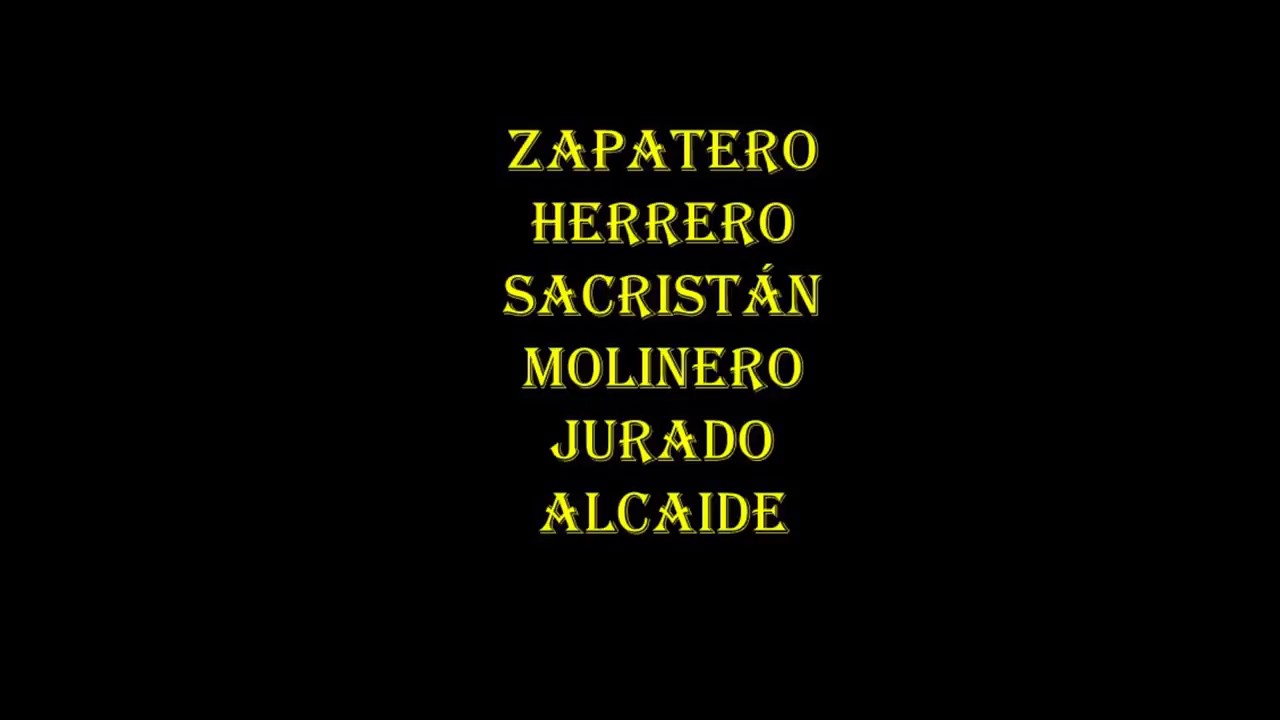 ZAPATERO
HERRERO
SACRISTÁN
MOLINERO
JURADO
ALCAIDE